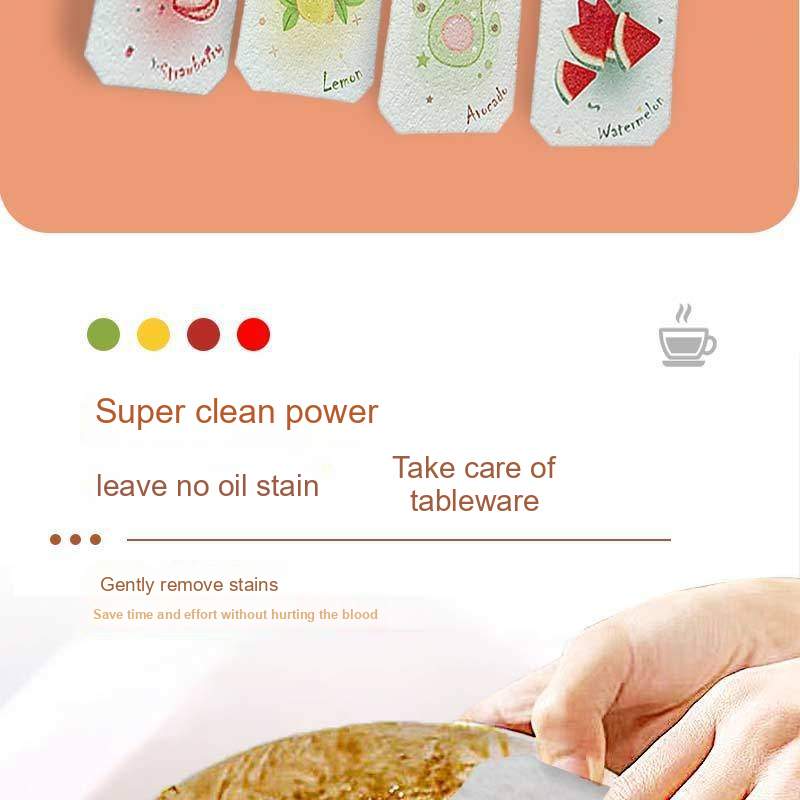 Strawberry
Lemon
Avocado
Watermelon
Super clean power
leave no oil stain
Take care of
tableware
Gently remove stains
Save time and effort without hurting the blood